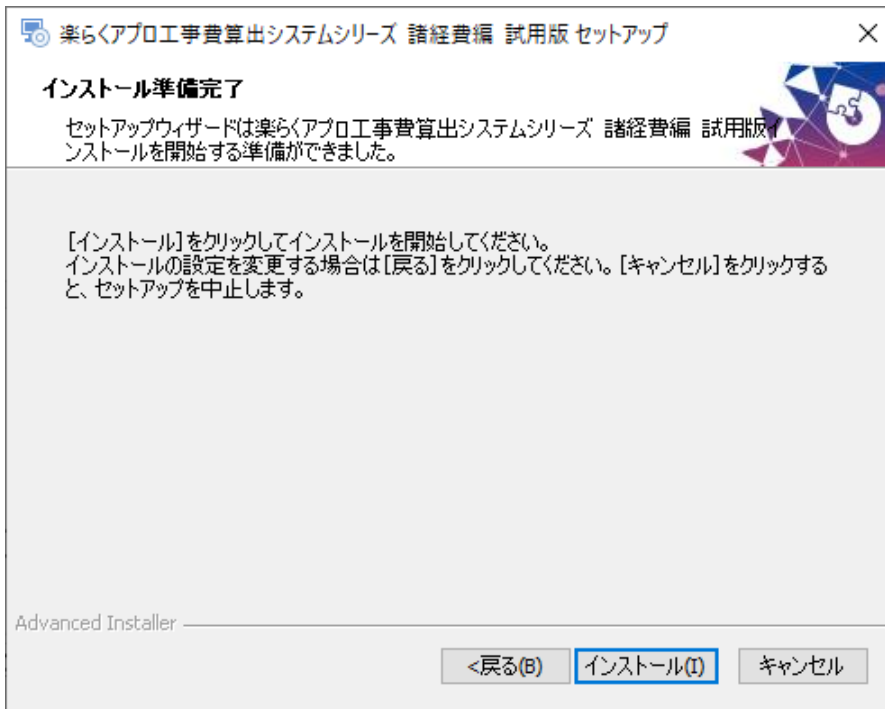 楽らくアプロ工事費算出システムシリーズ 諸経費編 試用版 セットアップ
インストール準備完了
セットアップウィザードは楽らくアプロ工事費算出システムシリーズ 諸経費編 試用版イ
ンストールを開始する準備ができました。
[インストール]をクリックしてインストールを開始してください。
インストールの設定を変更する場合は[戻る]をクリックしてください。[キャンセル]をクリックする
と、セットアップを中止します。
Advanced Installer
<戻る(B)
インストール(I)
キャンセル